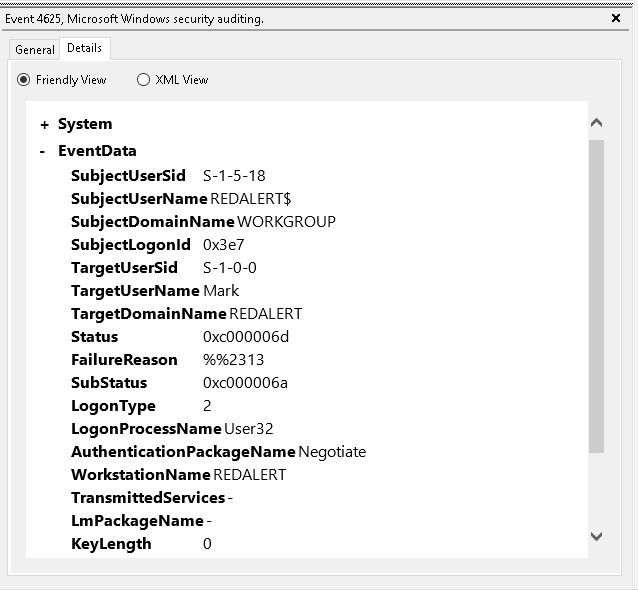 Event 4625, Microsoft Windows security auditing.
General Details
Friendly View XML View
+ System
- EventData
SubjectUserSid S-1-5-18
SubjectUserName REDALERT$
SubjectDomainName WORKGROUP
SubjectLogonId 0x3e7
TargetUserSid S-1-0-0
TargetUserName Mark
TargetDomainName REDALERT
Status 0xc000006d
FailureReason %%2313
SubStatus 0xc000006a
LogonType 2
LogonProcessName User32
AuthenticationPackageName Negotiate
WorkstationName REDALERT
TransmittedServices -
LmPackageName -
KeyLength 0